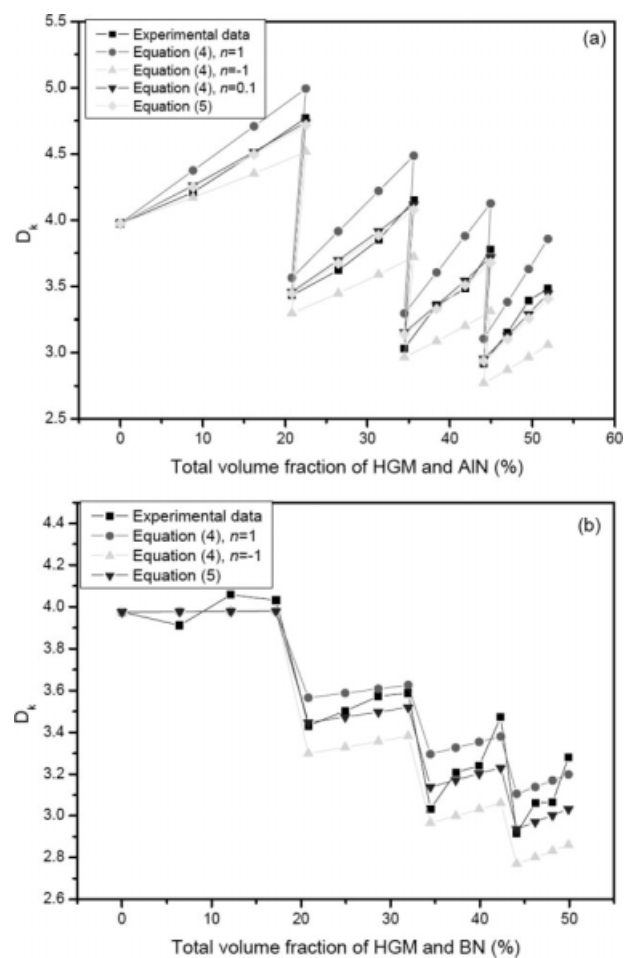 (a)
Experimental data
Equation (4), n=1
Equation (4), n=-1
Equation (4), n=0.1
Equation (5)
5.5
5.0
4.5
4.0
3.5
3.0
2.5
Dk
0 10 20 30 40 50 60
Total volume fraction of HGM and AlN (%)
(b)
Experimental data
Equation (4), n=1
Equation (4), n=-1
Equation (5)
4.4
4.2
4.0
3.8
3.6
3.4
3.2
3.0
2.8
2.6
Dk
0 10 20 30 40 50
Total volume fraction of HGM and BN (%)